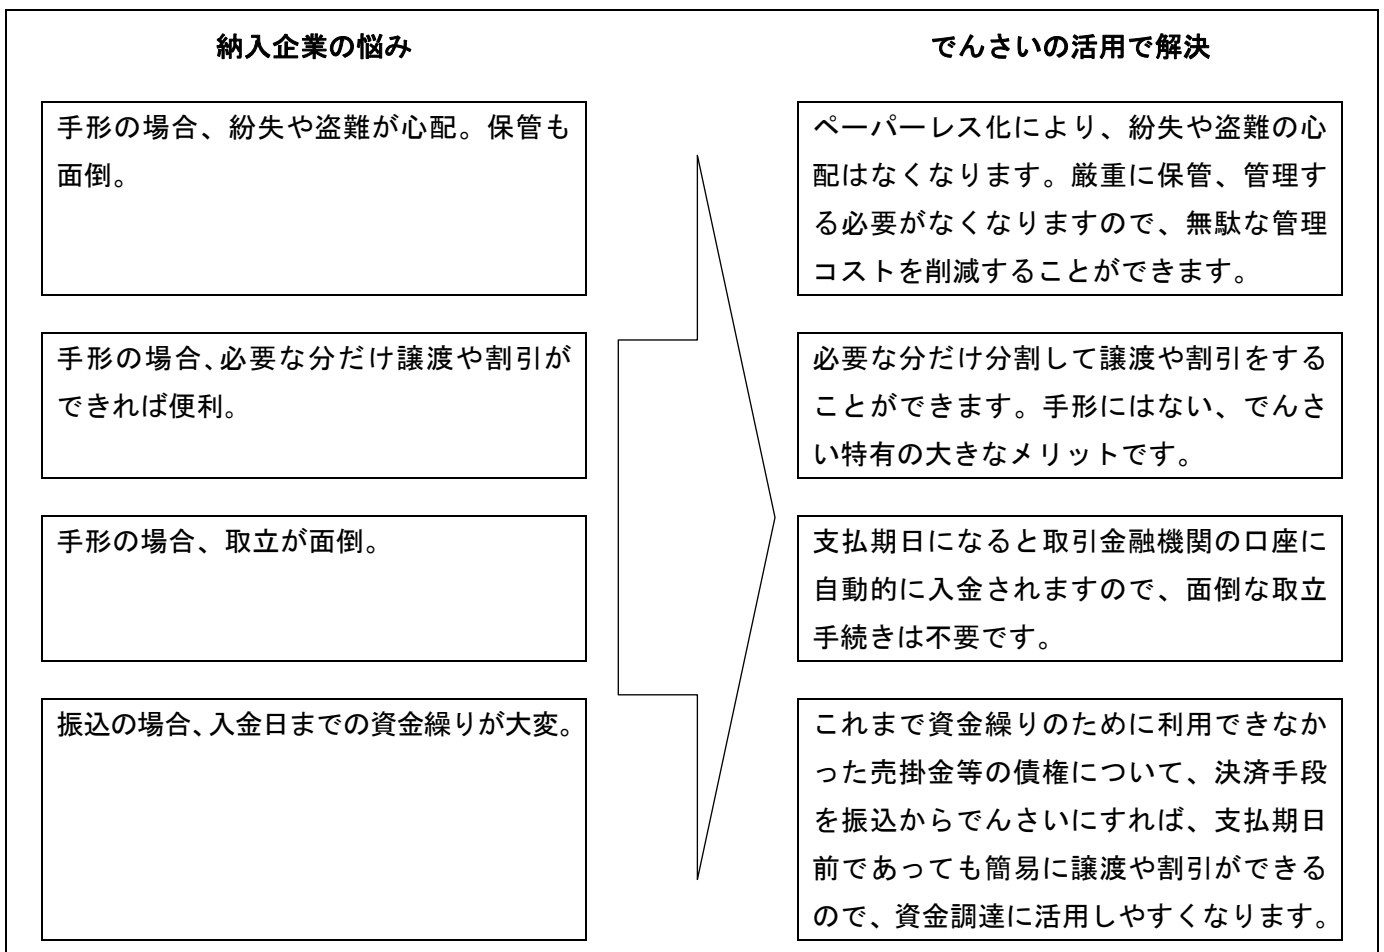 納入企業の悩み
でんさいの活用で解決
手形の場合、紛失や盗難が心配。保管も
面倒。
ペーパーレス化により、紛失や盗難の心
配はなくなります。厳重に保管、管理す
る必要がなくなりますので、無駄な管理
コストを削減することができます。
手形の場合、必要な分だけ譲渡や割引が
できれば便利。
必要な分だけ分割して譲渡や割引をする
ことができます。手形にはない、でんさ
い特有の大きなメリットです。
手形の場合、取立が面倒。
支払期日になると取引金融機関の口座に
自動的に入金されますので、面倒な取立
手続きは不要です。
振込の場合、入金日までの資金繰りが大変。
これまで資金繰りのために利用できなか
った売掛金等の債権について、決済手段
を振込からでんさいにすれば、支払期日
前であっても簡易に譲渡や割引ができる
ので、資金調達に活用しやすくなります。